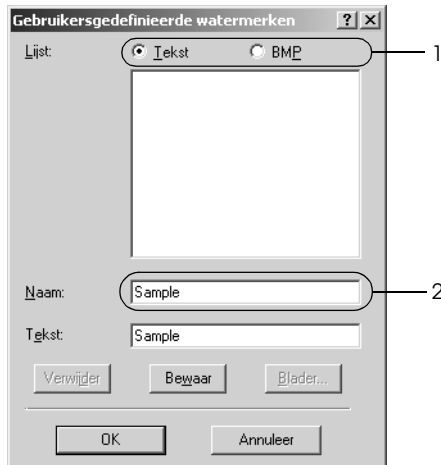 Gebruikersgedefinieerde watermerken ? ×
Lijst: Tekst BMP 1
Naam: Sample 2
Tekst: Sample
Verwijder Bewaar Blader...
OK Annuleer